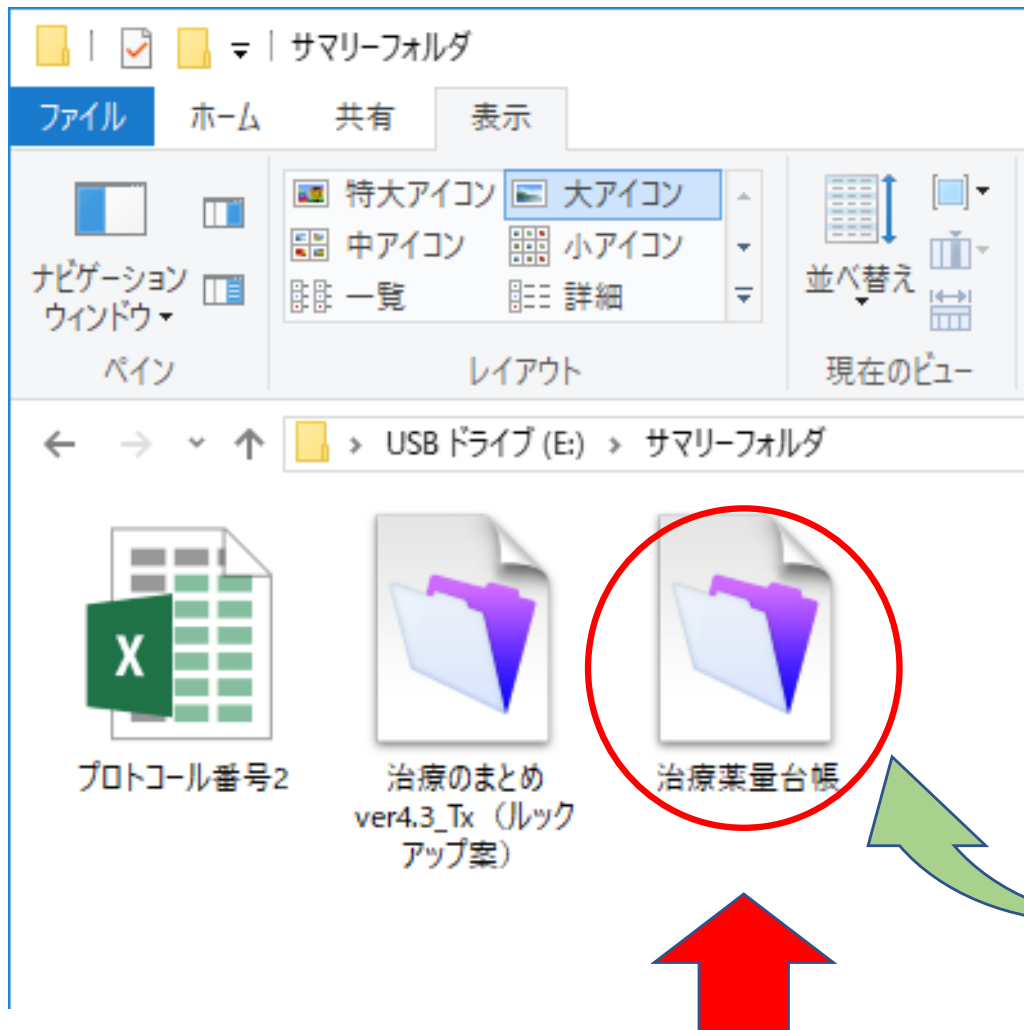 サマリーフォルダ
ファイル ホーム 共有 表示
特大アイコン 大アイコン
中アイコン 小アイコン
一覧 詳細
ナビゲーション
ウィンドウ
並べ替え
ペイン レイアウト 現在のビュー
USB ドライブ (E:) サマリーフォルダ
X
プロトコール番号2
治療のまとめ
ver4.3_Tx（ルック
アップ案）
治療薬量台帳